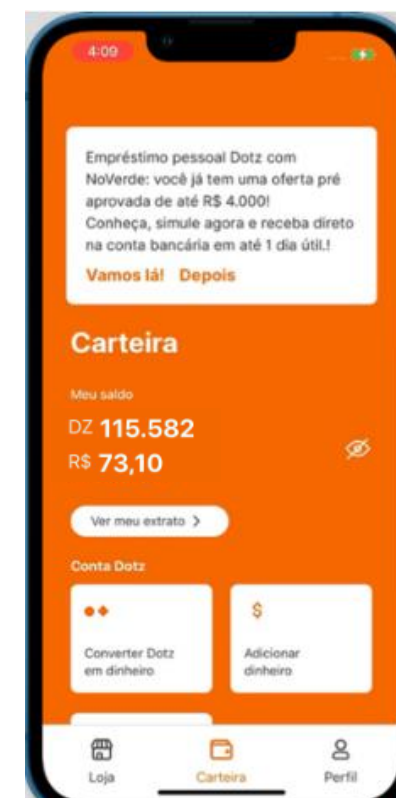 4:09
Empréstimo pessoal Dotz com
NoVerde: você já tem uma oferta pré
aprovada de até R$ 4.000!
Conheça, simule agora e receba direto
na conta bancária em até 1 dia útil.!
Vamos lá! Depois
Carteira
Meu saldo
DZ 115.582
R$ 73,10
Ver meu extrato >
Conta Dotz
Converter Dotz
em dinheiro
$
Adicionar
dinheiro
Loja Carteira Perfil